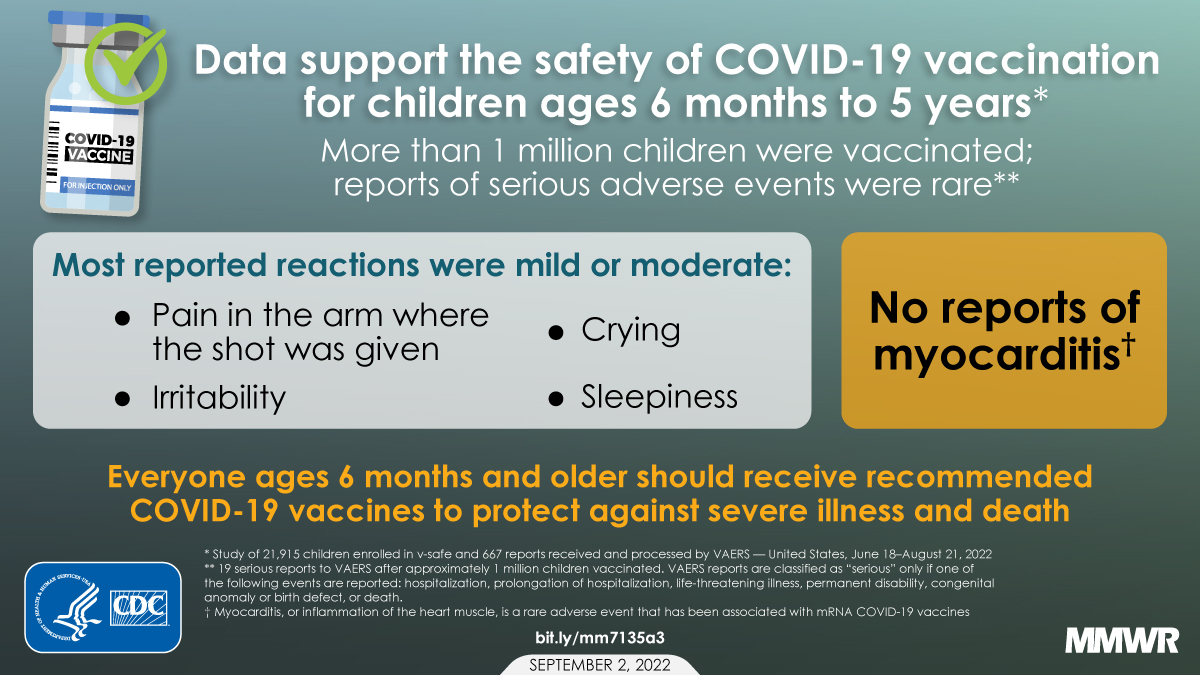 Data support the safety of COVID-19 vaccination
for children ages 6 months to 5 years*
More than 1 million children were vaccinated;
reports of serious adverse events were rare**
COVID-19
VACCINE
FOR INJECTION ONLY
Most reported reactions were mild or moderate:
● Pain in the arm where
the shot was given
● Irritability
● Crying
● Sleepiness
No reports of
myocarditis†
Everyone ages 6 months and older should receive recommended
COVID-19 vaccines to protect against severe illness and death
* Study of 21,915 children enrolled in v-safe and 667 reports received and processed by VAERS — United States, June 18–August 21, 2022
** 19 serious reports to VAERS after approximately 1 million children vaccinated. VAERS reports are classified as “serious” only if one of
the following events are reported: hospitalization, prolongation of hospitalization, life-threatening illness, permanent disability, congenital
anomaly or birth defect, or death.
† Myocarditis, or inflammation of the heart muscle, is a rare adverse event that has been associated with mRNA COVID-19 vaccines
DEPARTMENT OF HEALTH & HUMAN SERVICES USA
CDC
bit.ly/mm7135a3
MMWR
SEPTEMBER 2, 2022